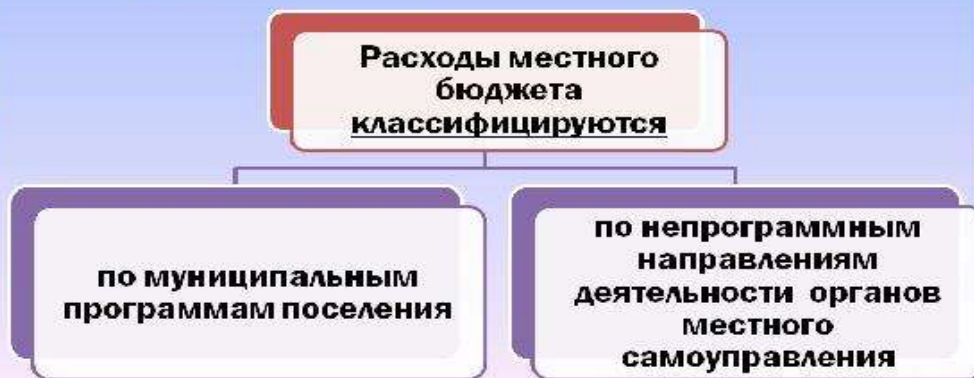 Расходы местного
бюджета
классифицируются
по муниципальным
программам поселения
по непрограммным
направлениям
деятельности органов
местного
самоуправления